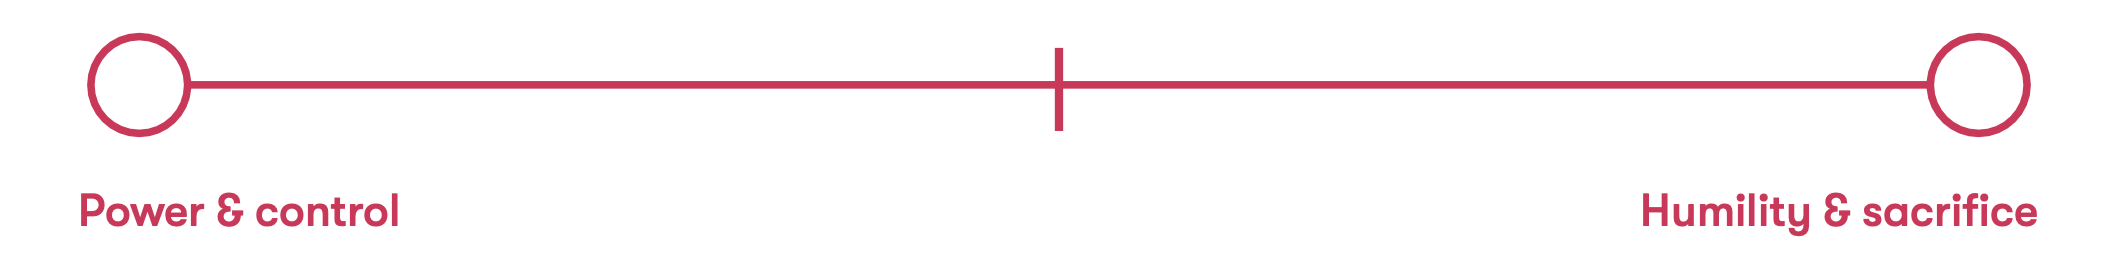 Power & control
Humility & sacrifice